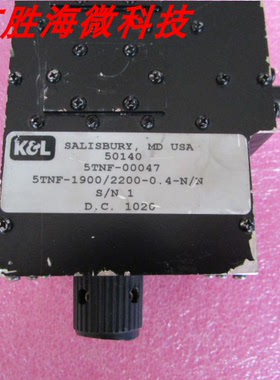 胜海微科技
K&L
SALISBURY, MD USA
50140
5TNF-00047
5TNF-1900/2200-0.4-N/N
S/N 1
D.C. 1020